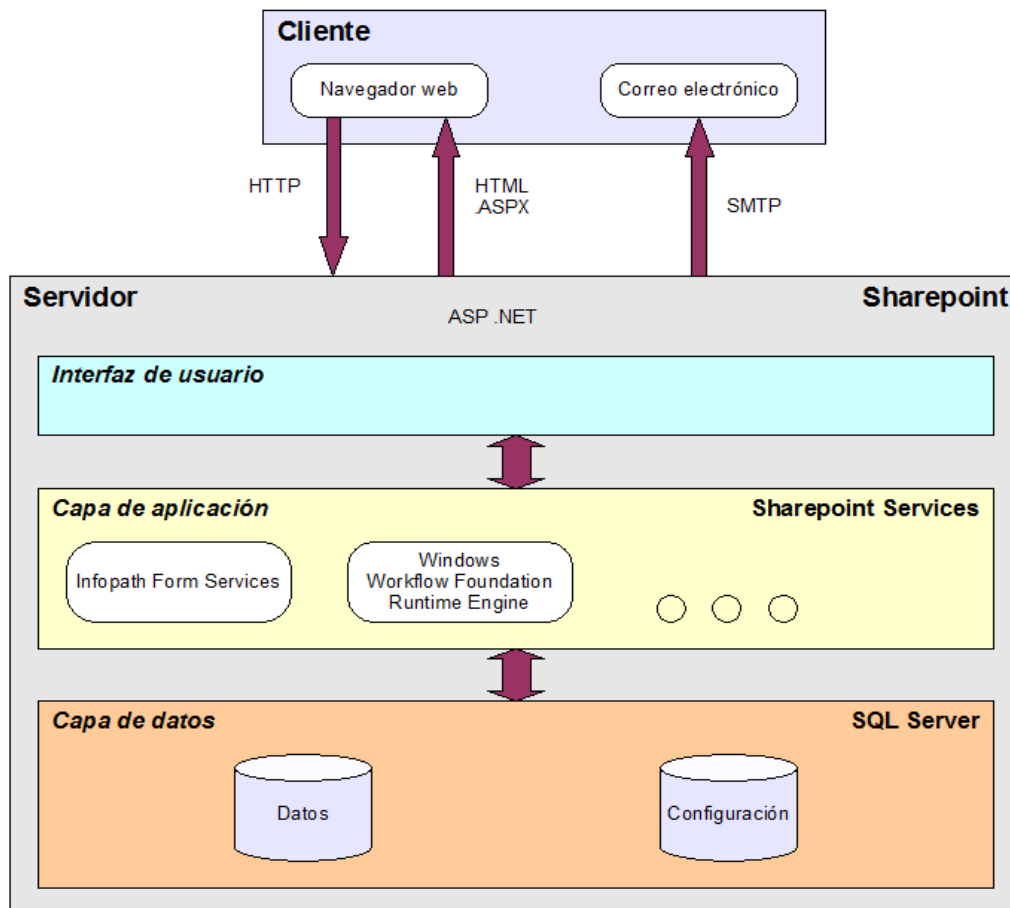 Cliente
Navegador web
Correo electrónico
HTTP
HTML
.ASPX
SMTP
Servidor
Sharepoint
ASP .NET
Interfaz de usuario
Capa de aplicación
Sharepoint Services
Infopath Form Services
Windows
Workflow Foundation
Runtime Engine
Capa de datos
SQL Server
Datos
Configuración